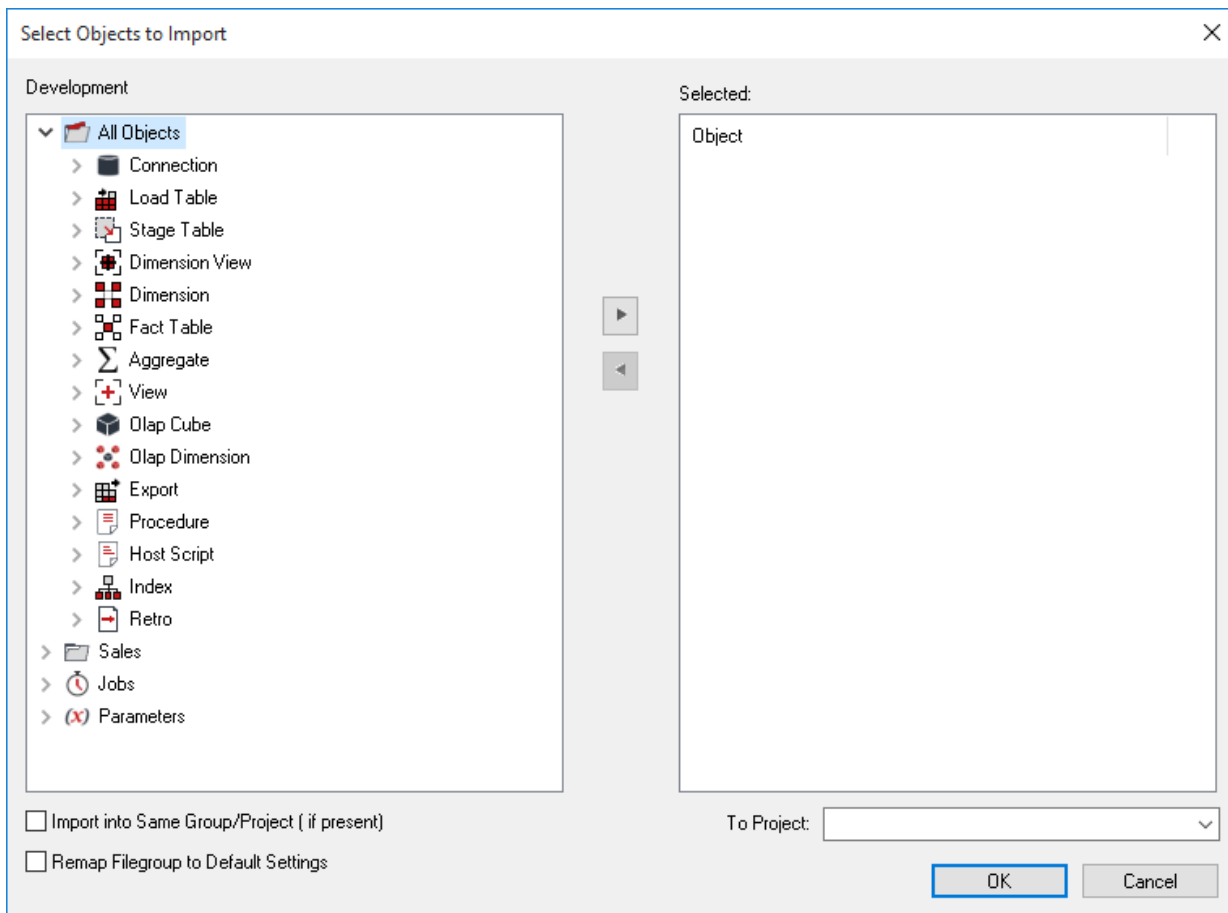 Select Objects to Import
Development
Selected:
All Objects
Connection
Load Table
Stage Table
Dimension View
Dimension
Fact Table
Aggregate
View
Olap Cube
Olap Dimension
Export
Procedure
Host Script
Index
Retro
Sales
Jobs
(x) Parameters
Object
Import into Same Group/Project ( if present)
Remap Filegroup to Default Settings
To Project:
OK
Cancel